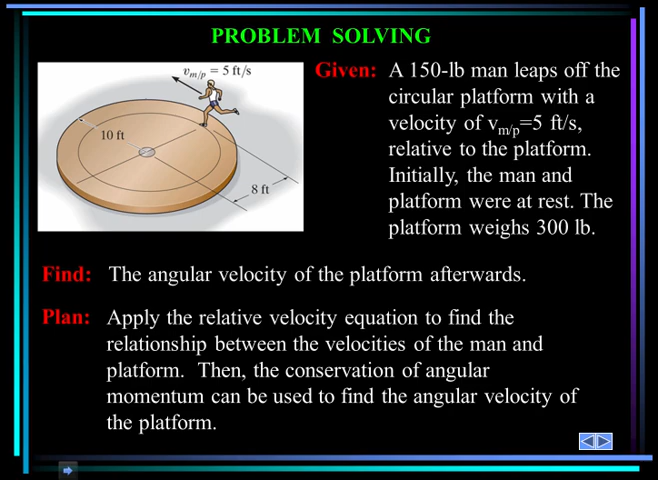 PROBLEM SOLVING
v_m/p = 5 ft/s
10 ft
8 ft
Given: A 150-lb man leaps off the
circular platform with a
velocity of v_m/p=5 ft/s,
relative to the platform.
Initially, the man and
platform were at rest. The
platform weighs 300 lb.
Find: The angular velocity of the platform afterwards.
Plan: Apply the relative velocity equation to find the
relationship between the velocities of the man and
platform. Then, the conservation of angular
momentum can be used to find the angular velocity of
the platform.